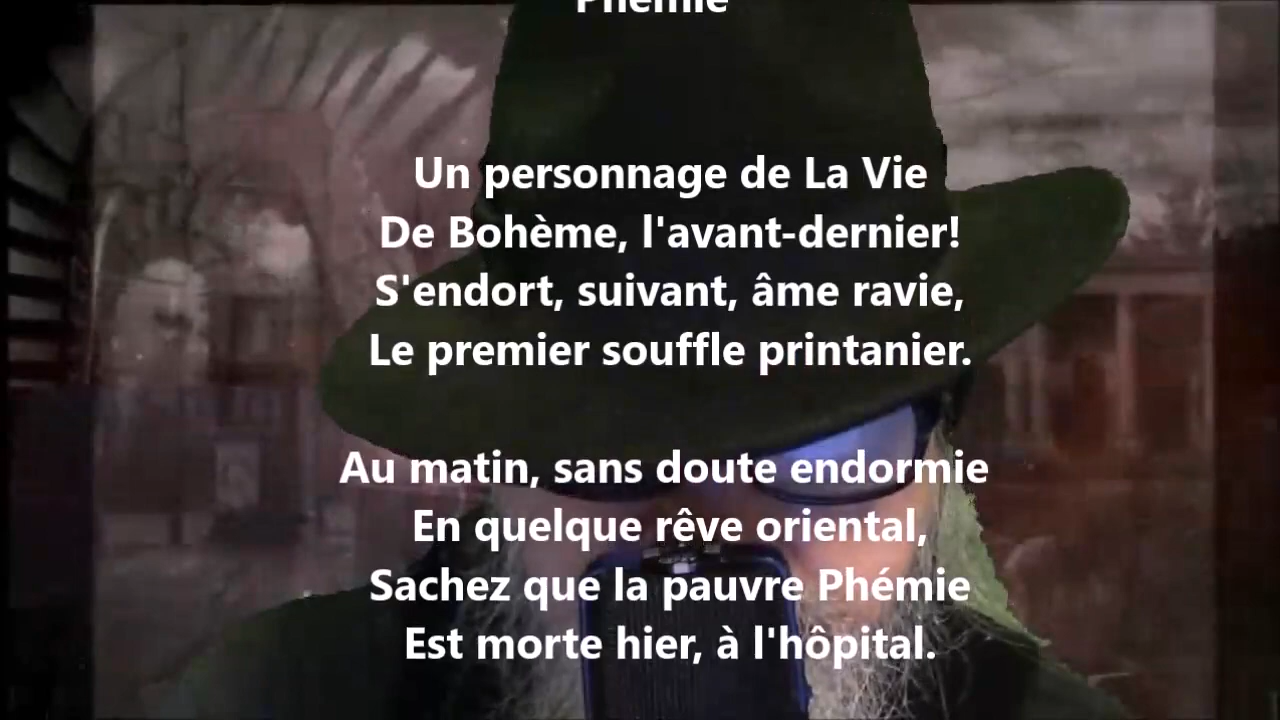 Phémie
Un personnage de La Vie
De Bohème, l'avant-dernier!
S'endort, suivant, âme ravie,
Le premier souffle printanier.
Au matin, sans doute endormie
En quelque rêve oriental,
Sachez que la pauvre Phémie
Est morte hier, à l'hôpital.